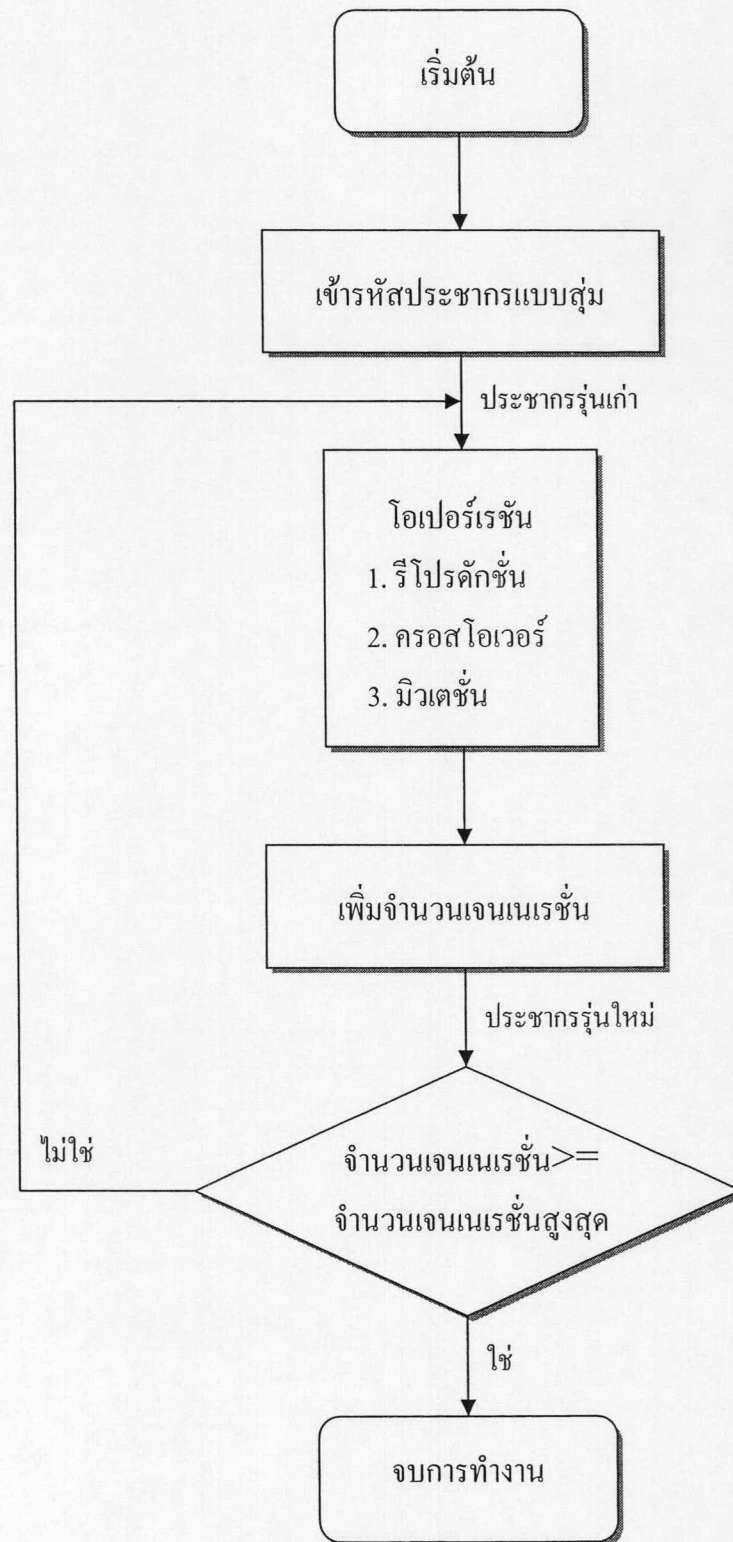 เริ่มต้น
เข้ารหัสประชากรแบบสุ่ม
ประชากรรุ่นเก่า
โอเปอร์เรชัน
1. รีโปรดักชั่น
2. ครอสโอเวอร์
3. มิวเตชั่น
เพิ่มจำนวนเจนเนเรชั่น
ประชากรรุ่นใหม่
ไม่ใช่
จำนวนเจนเนเรชั่น>=
จำนวนเจนเนเรชั่นสูงสุด
ใช่
จบการทำงาน